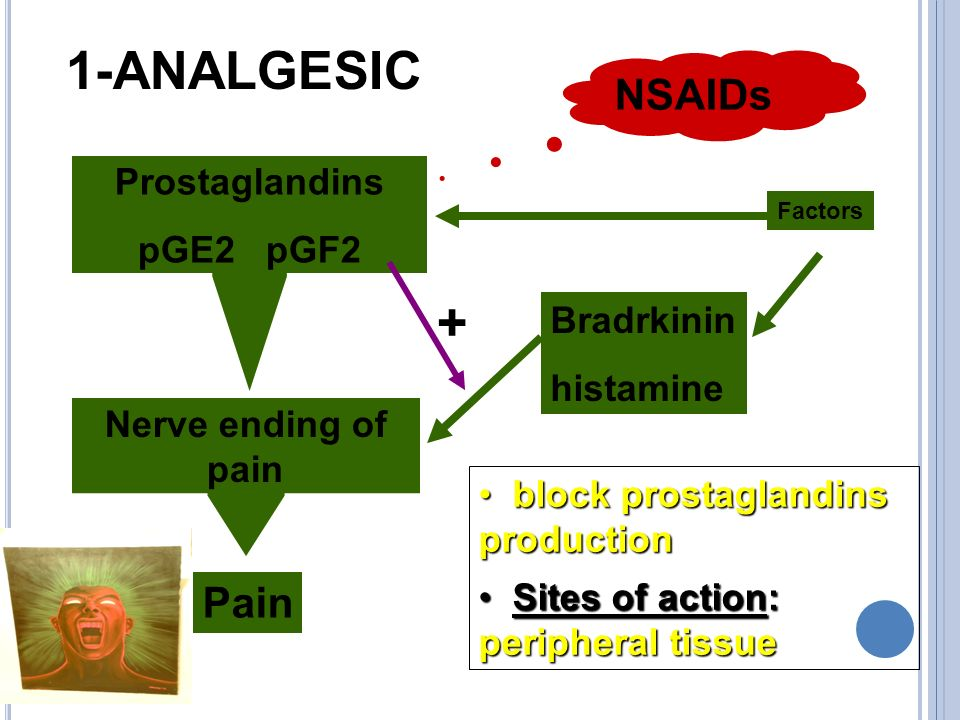 1-ANALGESIC
NSAIDs
Prostaglandins
pGE2 pGF2
Factors
+
Bradrkinin
histamine
Nerve ending of
pain
• block prostaglandins
production
• Sites of action:
peripheral tissue
Pain